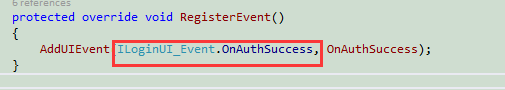 6 references
protected override void RegisterEvent()
{
AddUIEvent(ILoginUI_Event.OnAuthSuccess, OnAuthSuccess);
}